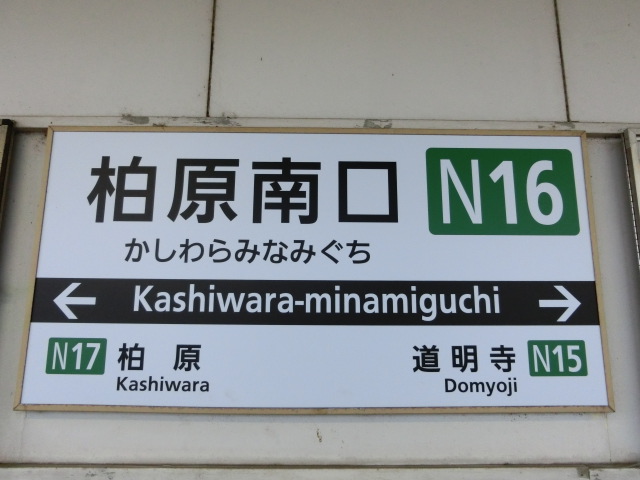 柏原南口 N16
かしわらみなみぐち
← Kashiwara-minamiguchi →
N17 柏原 道明寺 N15
Kashiwara Domyoji